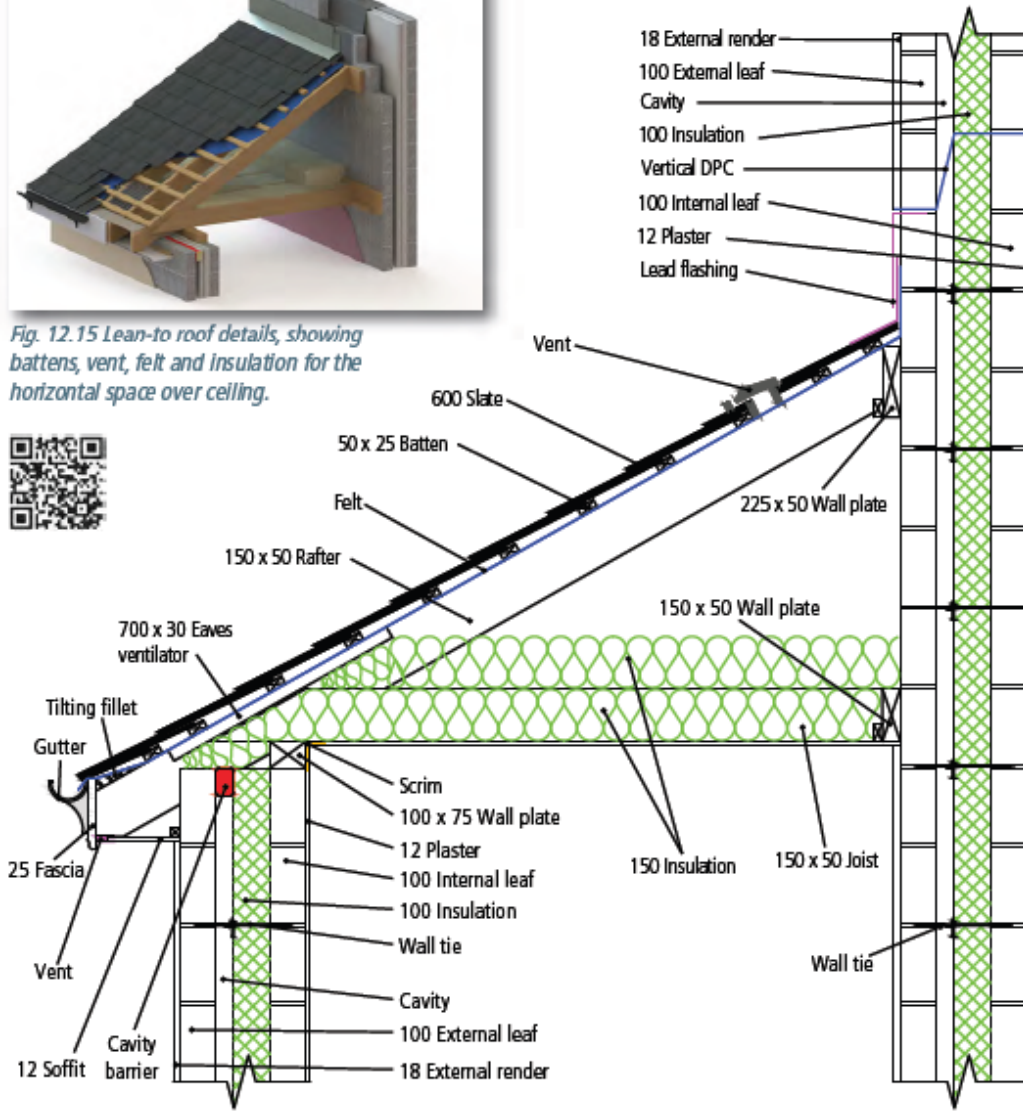 Fig. 12.15 Lean-to roof details, showing
battens, vent, felt and insulation for the
horizontal space over ceiling.
18 External render
100 External leaf
Cavity
100 Insulation
Vertical DPC
100 Internal leaf
12 Plaster
Lead flashing
Vent
600 Slate
50 x 25 Batten
Felt
150 x 50 Rafter
700 x 30 Eaves
ventilator
Tilting fillet
Gutter
25 Fascia
Vent
12 Soffit
Cavity
barrier
225 x 50 Wall plate
150 x 50 Wall plate
Scrim
100 x 75 Wall plate
12 Plaster
100 Internal leaf
100 Insulation
Wall tie
Cavity
100 External leaf
18 External render
150 Insulation
150 x 50 Joist
Wall tie